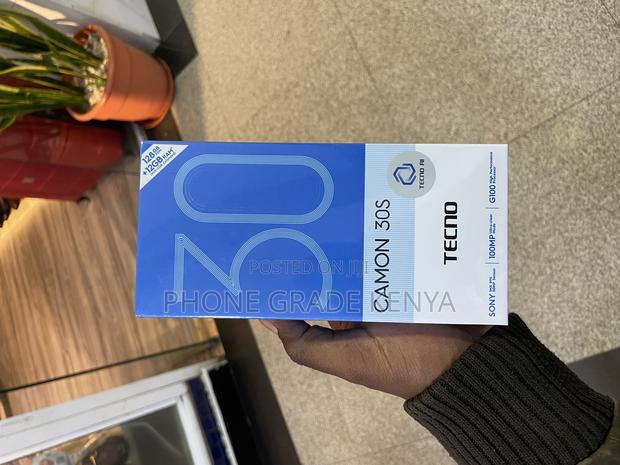 128GB
+12GB RAM*
30
CAMON 30S
TECNO AI
TECNO
SONY
100MP
G100
POSTED ON JIJI
PHONE GRADE KENYA